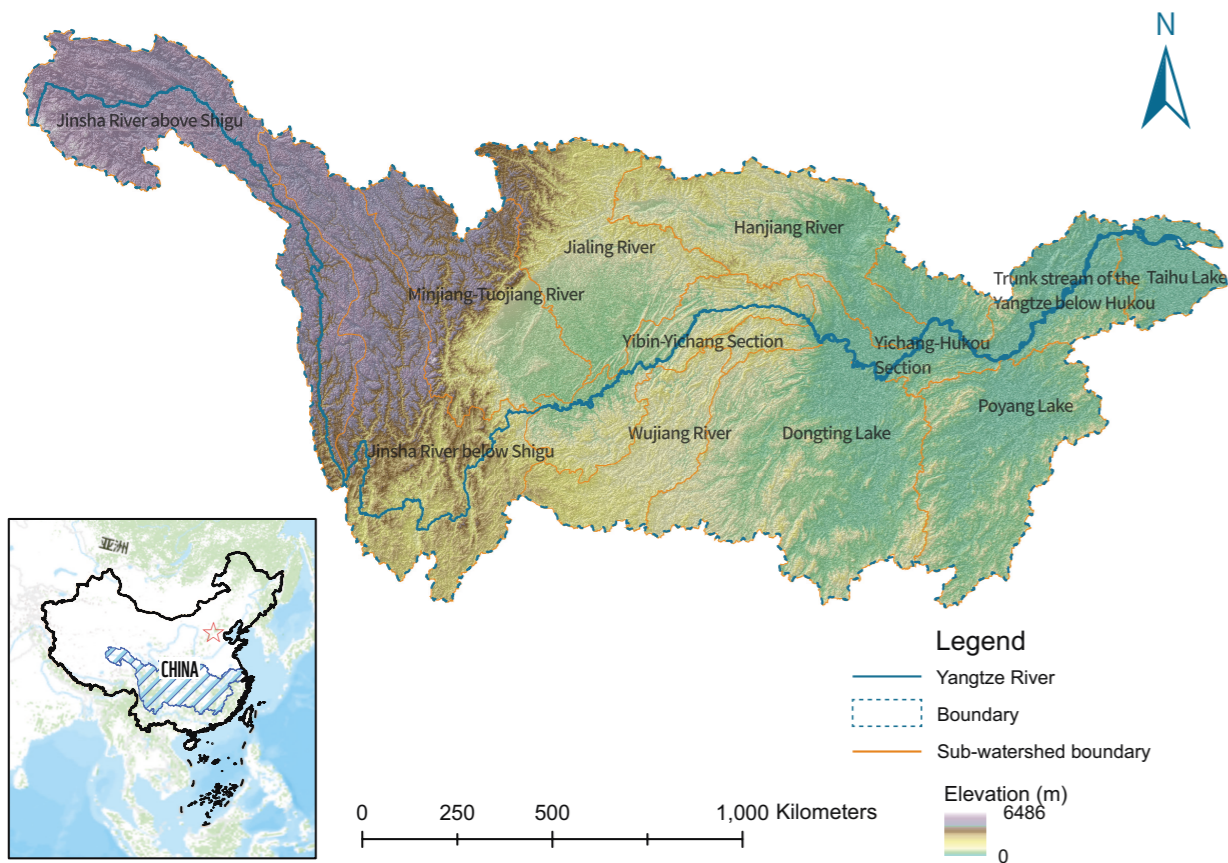 N
Jinsha River above Shigu
Hanjiang River
Jialing River
Trunk stream of the
Yangtze below Hukou
Taihu Lake
Minjiang-Tuojiang River
Yibin-Yichang Section
Yichang-Hukou
Section
Poyang Lake
Wujiang River
Dongting Lake
Jinsha River below Shigu
亚洲
CHINA
Legend
Yangtze River
Boundary
Sub-watershed boundary
Elevation (m)
6486
0
0 250 500 1,000 Kilometers